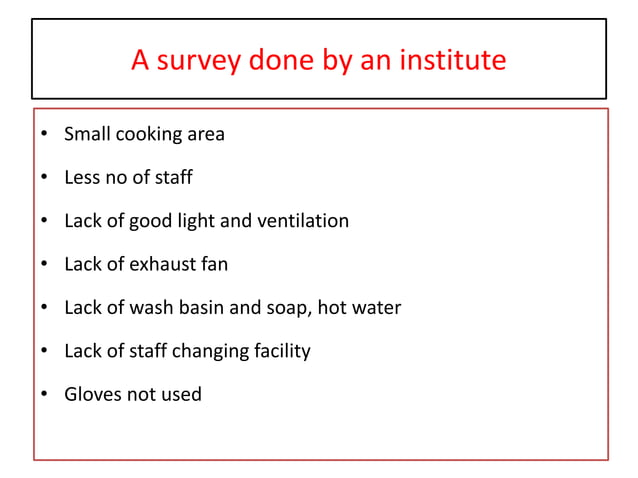 A survey done by an institute
• Small cooking area
• Less no of staff
• Lack of good light and ventilation
• Lack of exhaust fan
• Lack of wash basin and soap, hot water
• Lack of staff changing facility
• Gloves not used